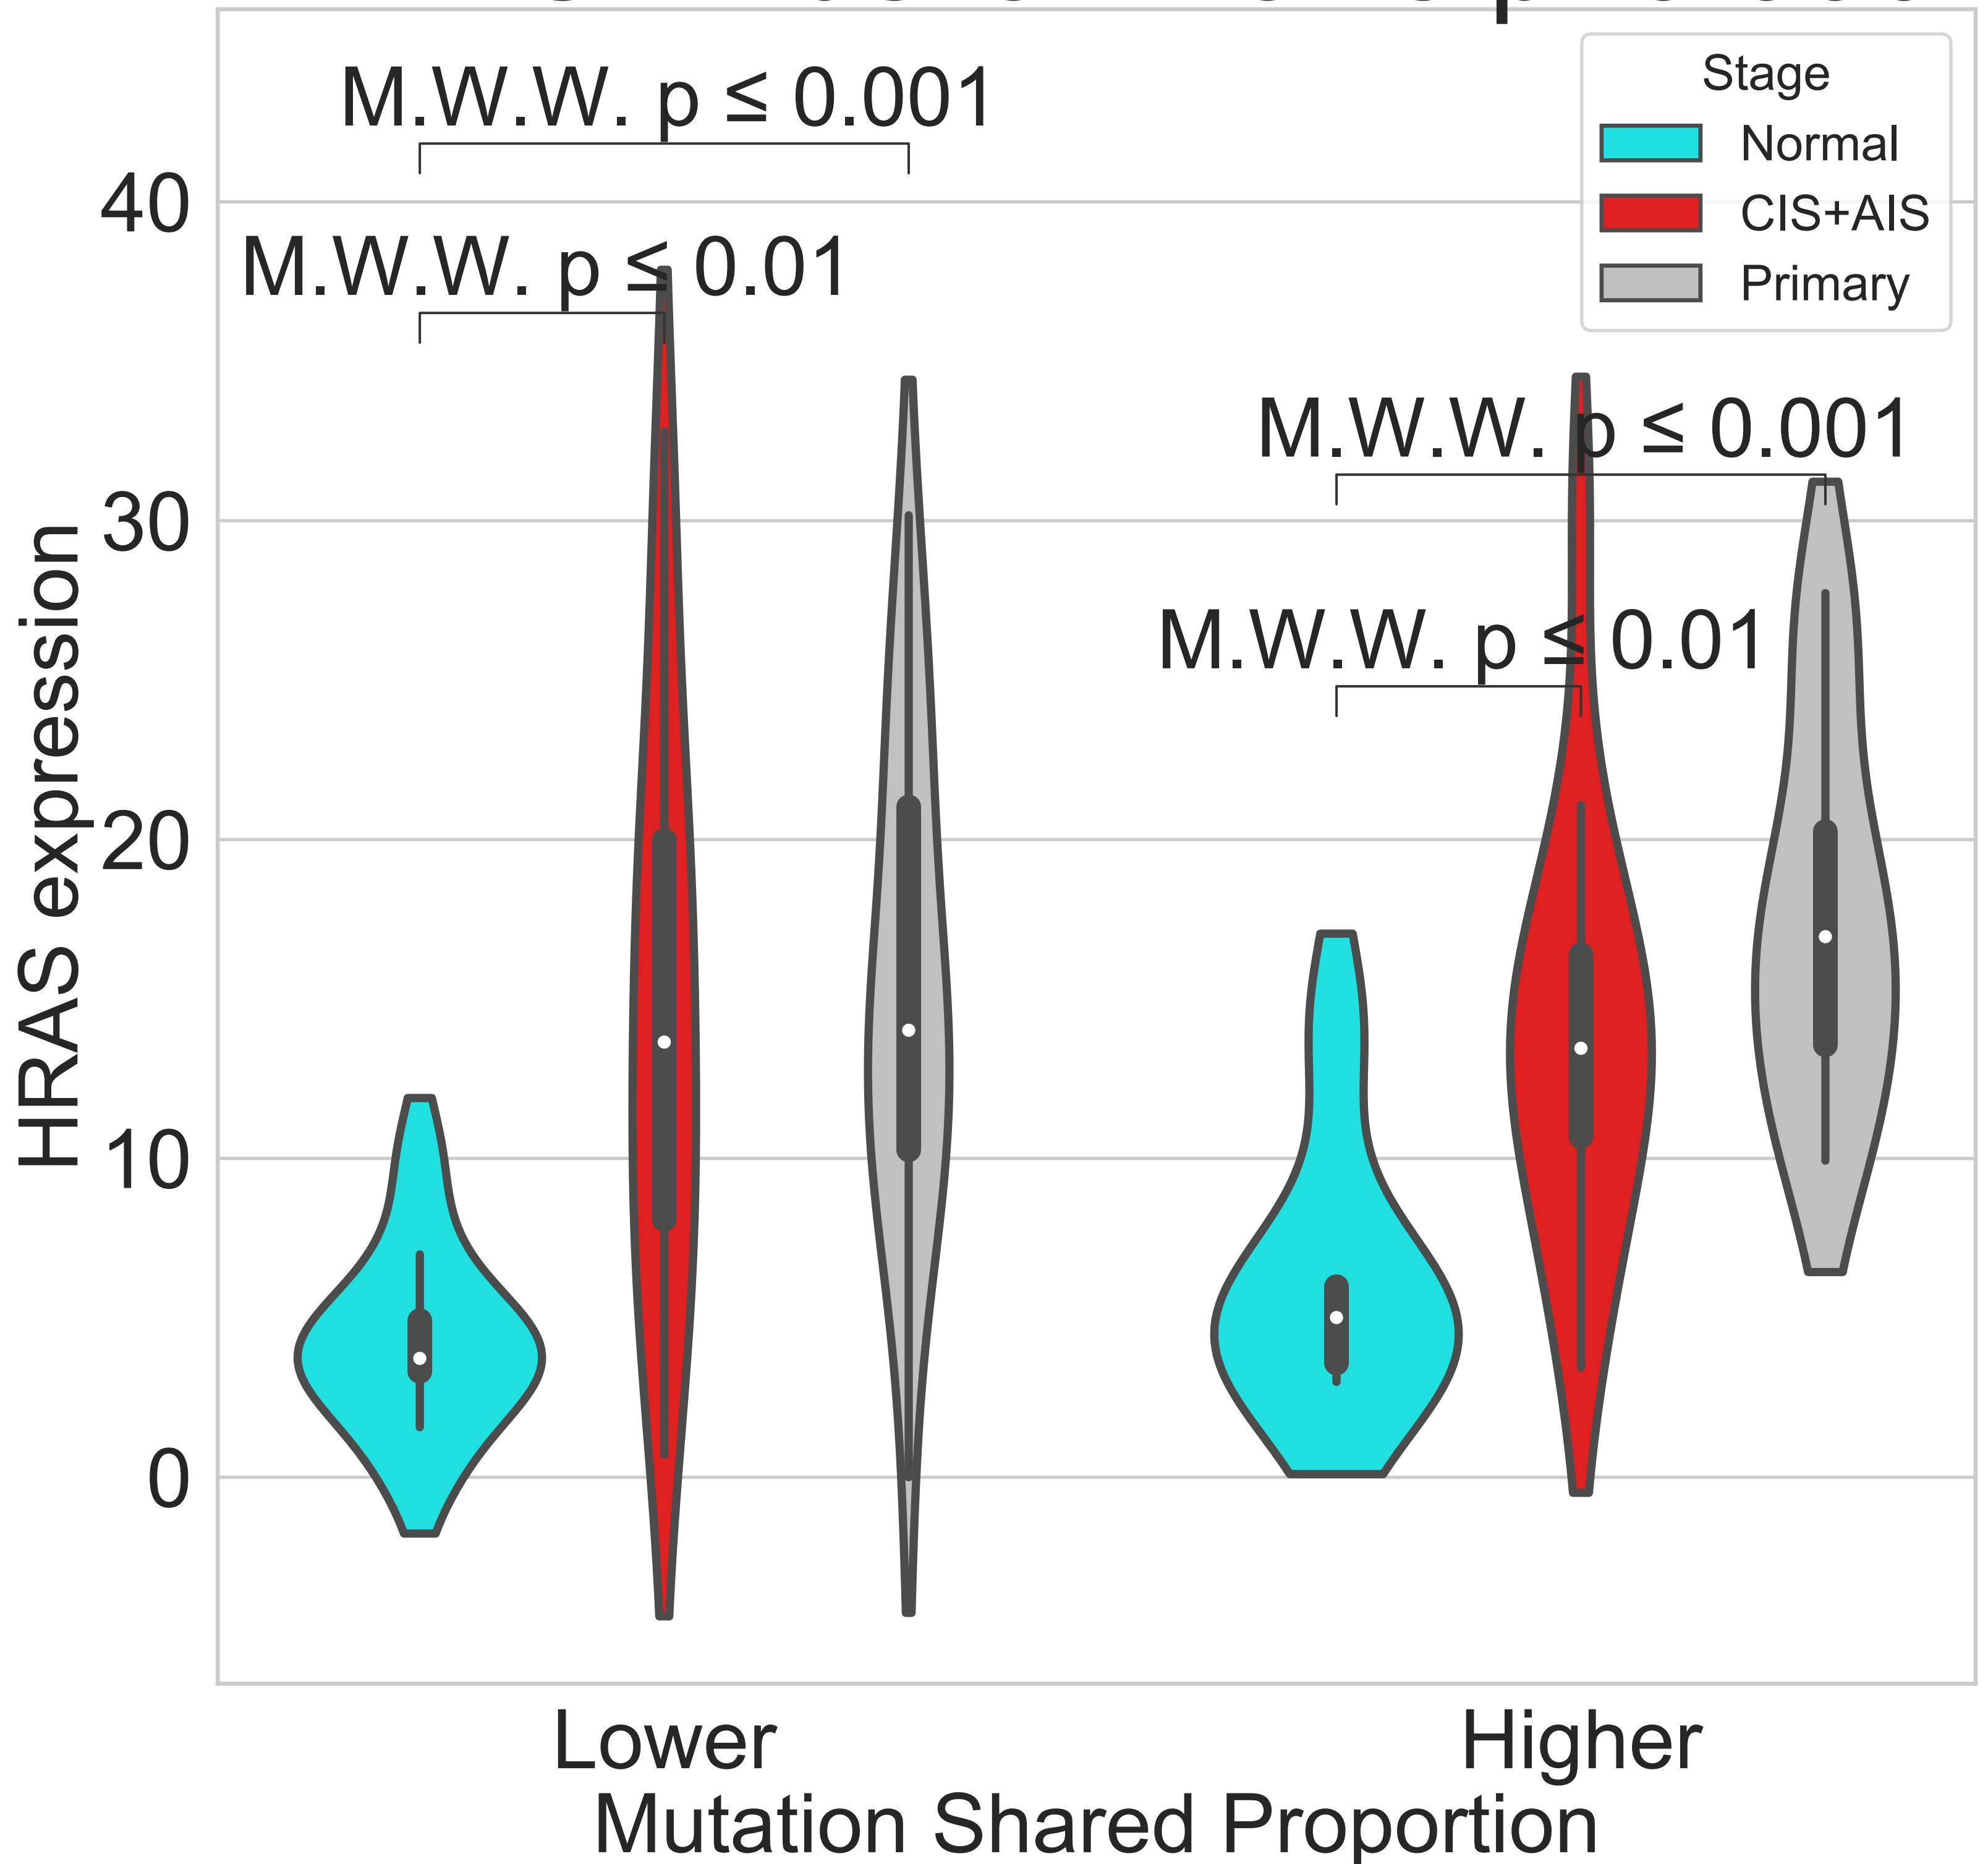 M.W.W. p ≤ 0.001
Stage
Normal
CIS+AIS
Primary
M.W.W. p ≤ 0.01
M.W.W. p ≤ 0.001
M.W.W. p ≤ 0.01
HRAS expression
40
30
20
10
0
Lower
Higher
Mutation Shared Proportion